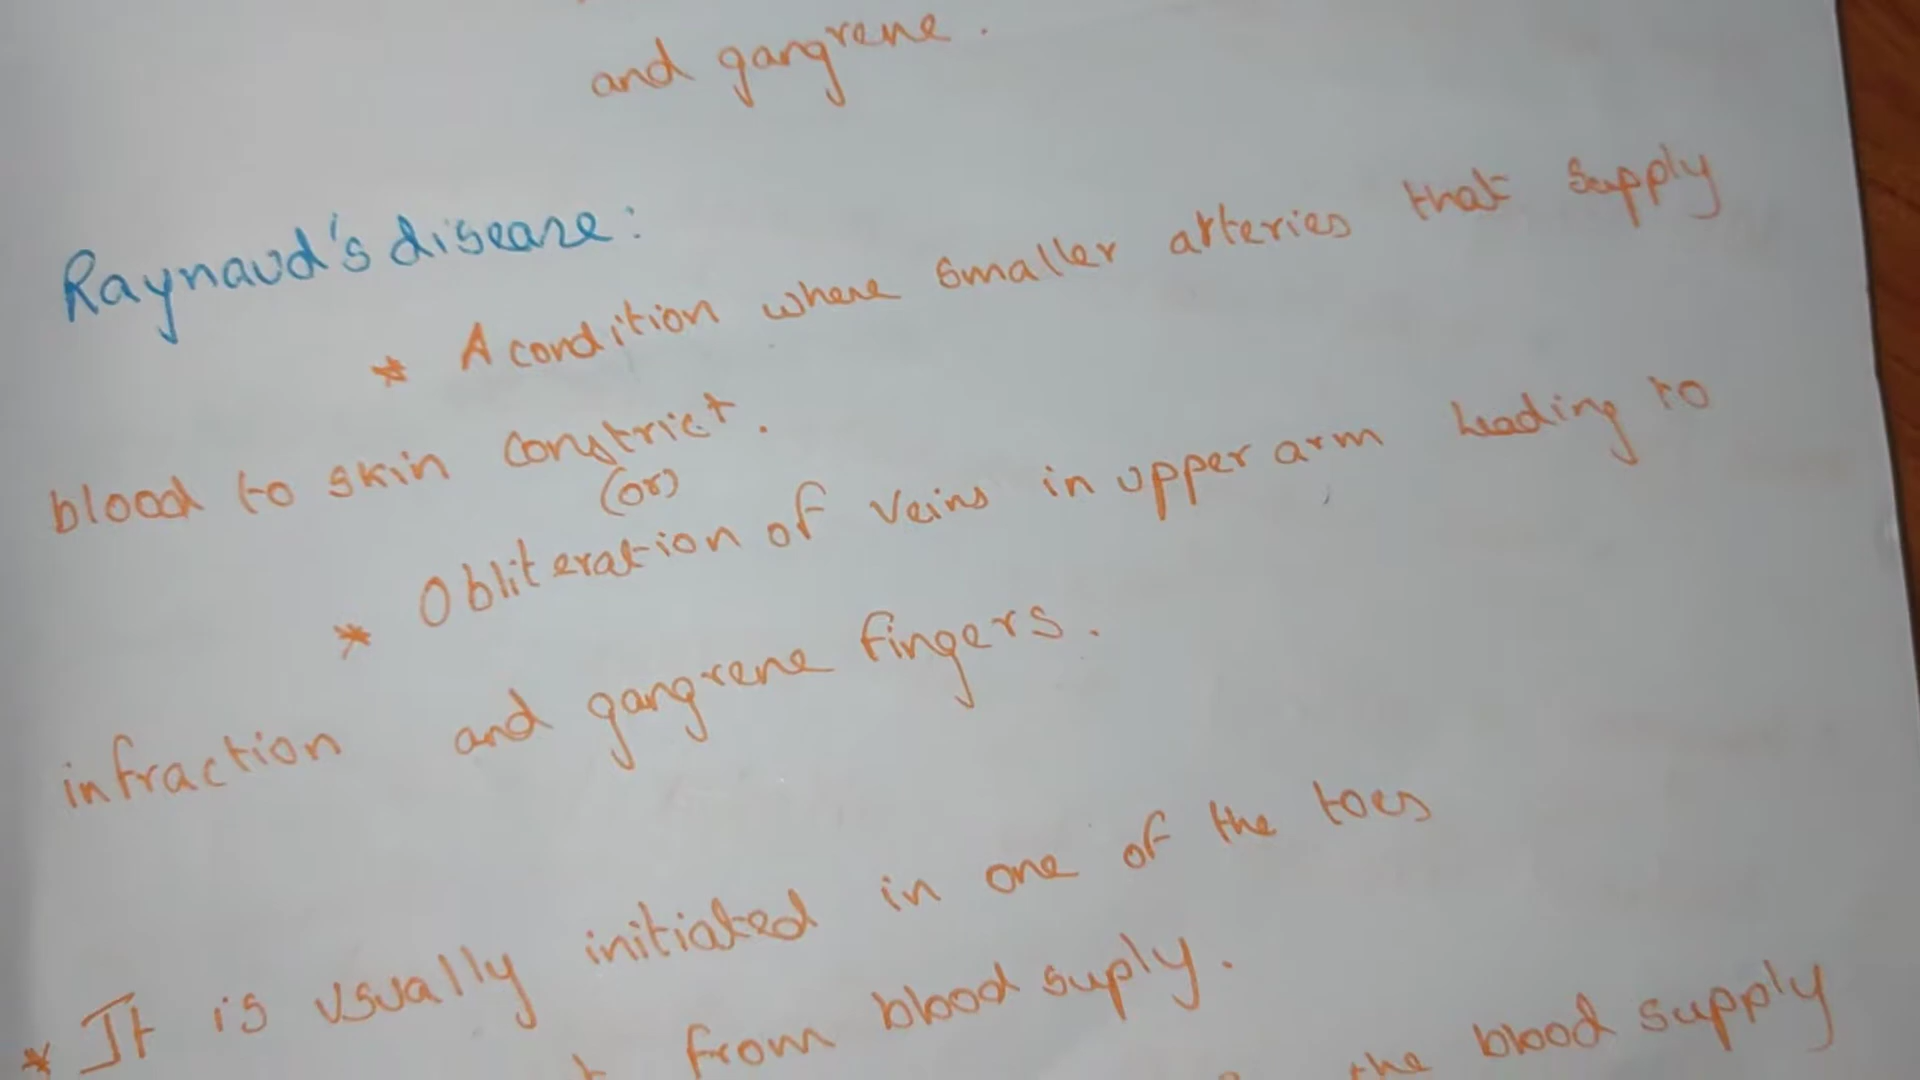 and gangrene.
Raynaud's disease:
* A condition where smaller arteries that supply
blood to skin constrict.
(or)
* Obliteration of veins in upper arm leading to
infraction and gangrene fingers.
* It is usually initiated in one of the toes
from blood suply.
the blood supply